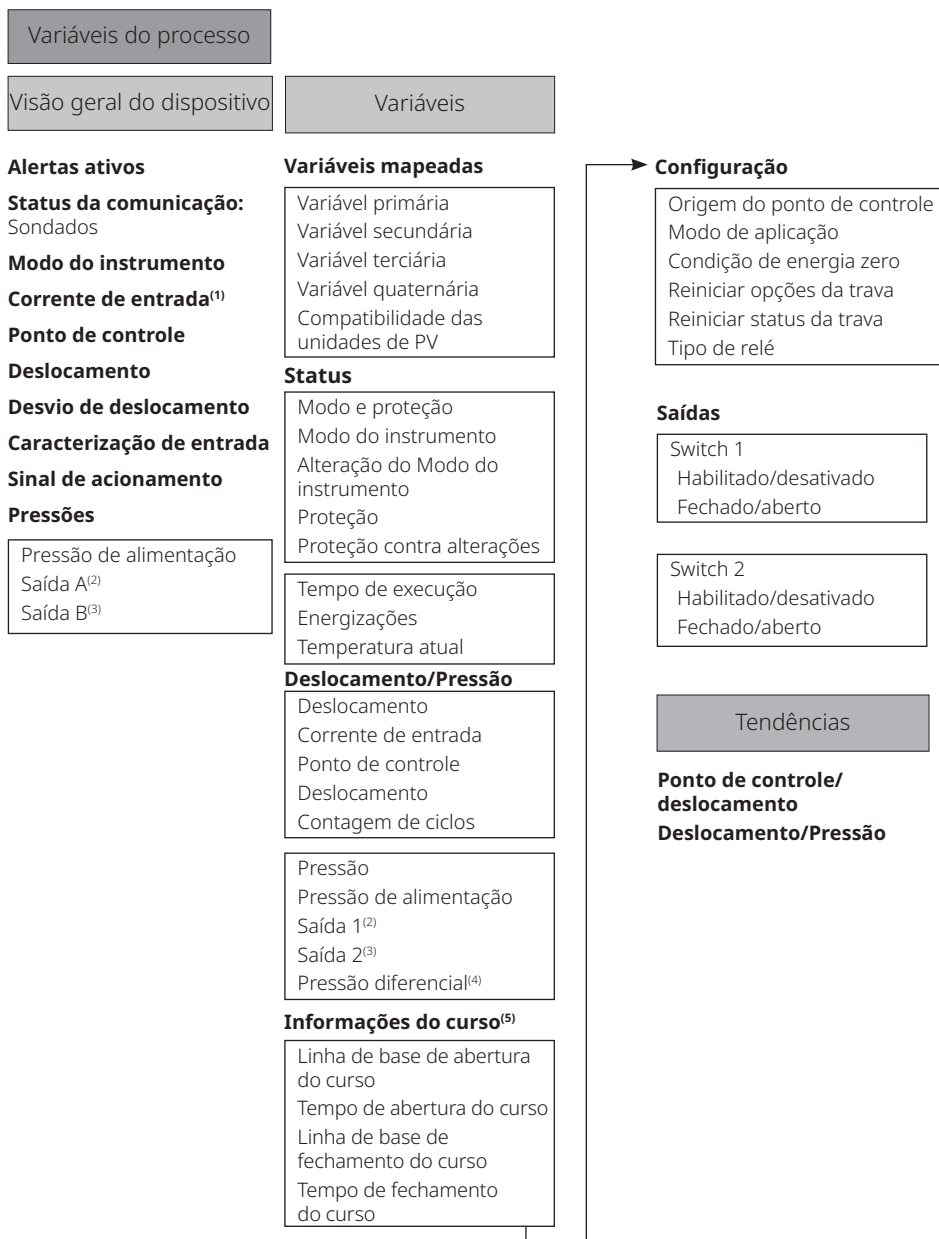 Variáveis do processo
Visão geral do dispositivo
Alertas ativos
Status da comunicação:
Sondados
Modo do instrumento
Corrente de entrada(1)
Ponto de controle
Deslocamento
Desvio de deslocamento
Caracterização de entrada
Sinal de acionamento
Pressões
Pressão de alimentação
Saída A(2)
Saída B(3)
Variáveis
Variáveis mapeadas
Variável primária
Variável secundária
Variável terciária
Variável quaternária
Compatibilidade das
unidades de PV
Status
Modo e proteção
Modo do instrumento
Alteração do Modo do
instrumento
Proteção
Proteção contra alterações
Tempo de execução
Energizações
Temperatura atual
Deslocamento/Pressão
Deslocamento
Corrente de entrada
Ponto de controle
Deslocamento
Contagem de ciclos
Pressão
Pressão de alimentação
Saída 1(2)
Saída 2(3)
Pressão diferencial(4)
Informações do curso(5)
Linha de base de abertura
do curso
Tempo de abertura do curso
Linha de base de
fechamento do curso
Tempo de fechamento
do curso
Configuração
Origem do ponto de controle
Modo de aplicação
Condição de energia zero
Reiniciar opções da trava
Reiniciar status da trava
Tipo de relé
Saídas
Switch 1
Habilitado/desativado
Fechado/aberto
Switch 2
Habilitado/desativado
Fechado/aberto
Tendências
Ponto de controle/
deslocamento
Deslocamento/Pressão